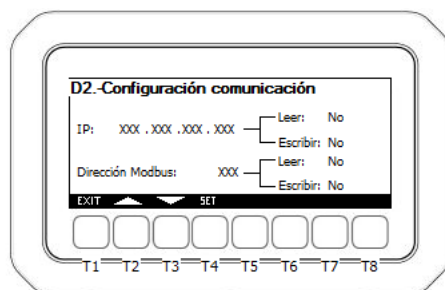 D2.-Configuración comunicación
Leer: No
IP: XXX . XXX . XXX . XXX
Escribir: No
Leer: No
Dirección Modbus: XXX
Escribir: No
EXIT SET
T1 T2 T3 T4 T5 T6 T7 T8